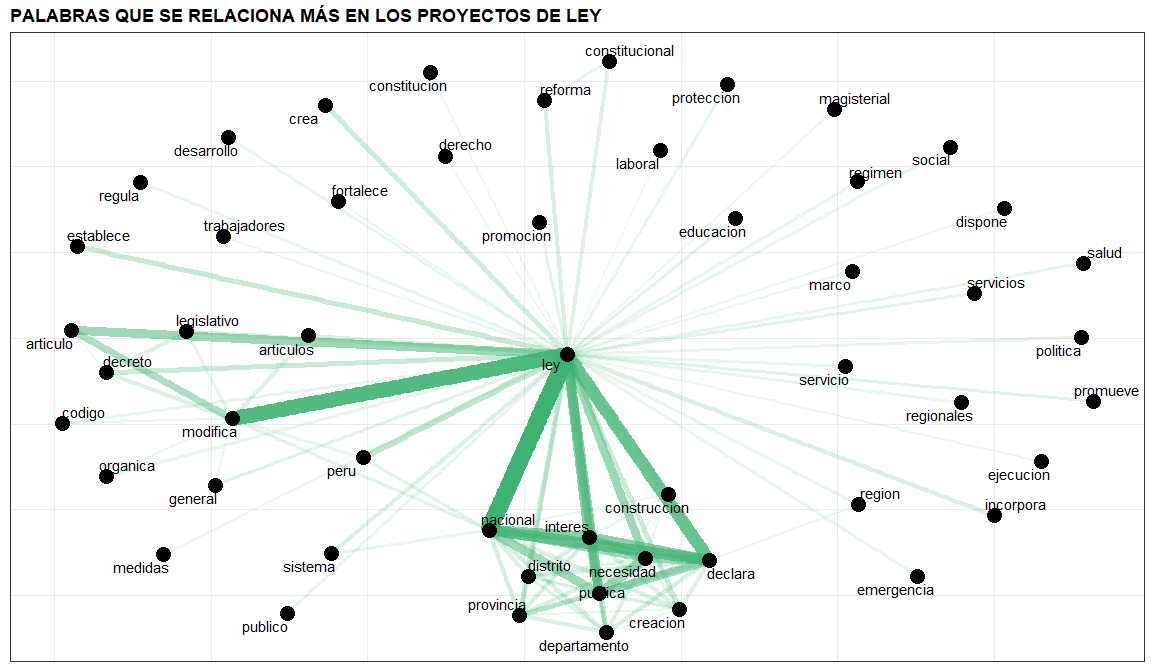 PALABRAS QUE SE RELACIONA MÁS EN LOS PROYECTOS DE LEY
constitucional
constitucion
reforma
proteccion
magisterial
crea
desarrollo
derecho
laboral
social
regimen
regula
fortalece
trabajadores
promocion
educacion
dispone
establece
salud
marco
servicios
legislativo
articulo
articulos
politica
decreto
ley
servicio
promueve
codigo
modifica
regionales
organica
peru
general
ejecucion
region
construccion
incorpora
nacional
interes
medidas
sistema
distrito
necesidad
declara
emergencia
publica
provincia
creacion
publico
departamento